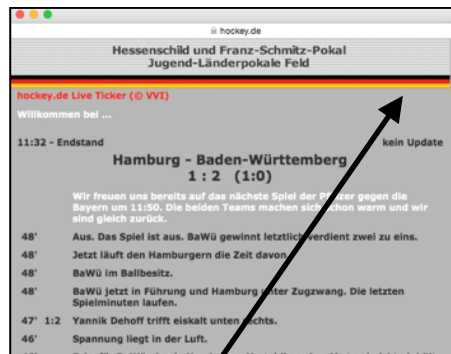 hockey.de
Hessenschild und Franz-Schmitz-Pokal
Jugend-Länderpokale Feld
hockey.de Live Ticker (© VVI)
Willkommen bei ...
11:32 - Endstand kein Update
Hamburg - Baden-Württemberg
1 : 2 (1:0)
Wir freuen uns bereits auf das nächste Spiel der Pfälzer gegen die
Bayern um 11:50. Die beiden Teams machen sich schon warm und wir
sind gleich zurück.
48' Aus. Das Spiel ist aus. BaWü gewinnt letztlich verdient zwei zu eins.
48' Jetzt läuft den Hamburgern die Zeit davon.
48' BaWü im Ballbesitz.
48' BaWü jetzt in Führung und Hamburg unter Zugzwang. Die letzten
Spielminuten laufen.
47' 1:2 Yannik Dehoff trifft eiskalt unten rechts.
46' Spannung liegt in der Luft.